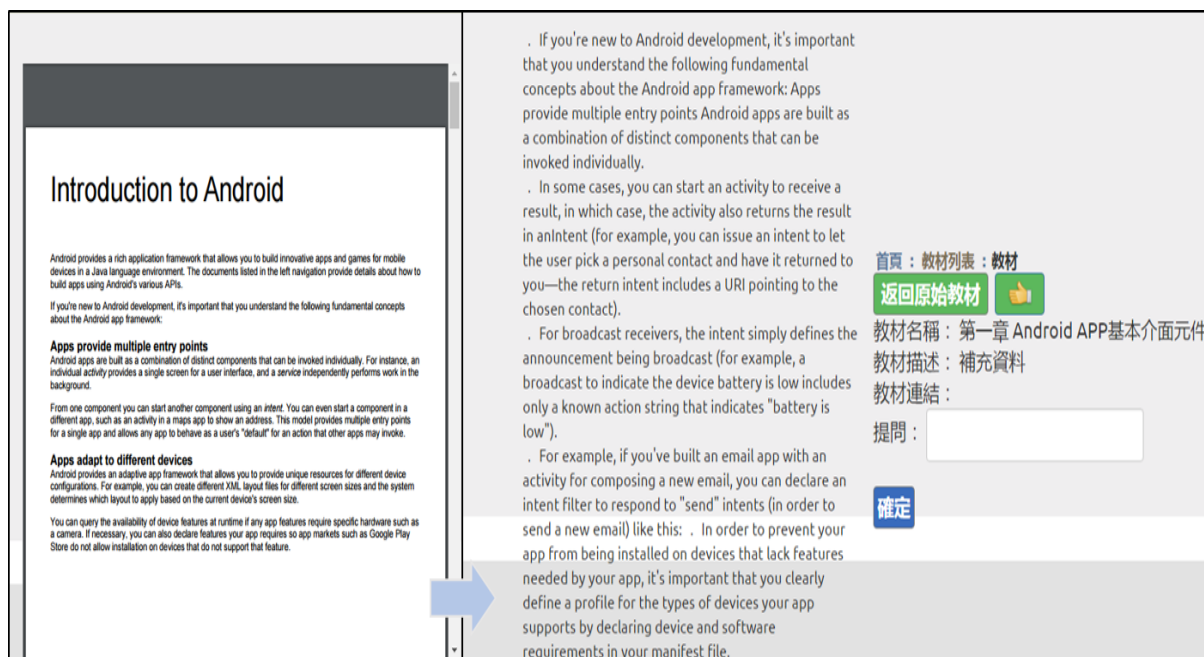 Introduction to Android
Android provides a rich application framework that allows you to build innovative apps and games for mobile
devices in a Java language environment. The documents listed in the left navigation provide details about how to
build apps using Android's various APIs.
If you're new to Android development, it's important that you understand the following fundamental concepts
about the Android app framework:
Apps provide multiple entry points
Android apps are built as a combination of distinct components that can be invoked individually. For instance, an
individual activity provides a single screen for a user interface, and a service independently performs work in the
background.
From one component you can start another component using an intent. You can even start a component in a
different app, such as an activity in a maps app to show an address. This model provides multiple entry points
for a single app and allows any app to behave as a user's "default" for an action that other apps may invoke.
Apps adapt to different devices
Android provides an adaptive app framework that allows you to provide unique resources for different device
configurations. For example, you can create different XML layout files for different screen sizes and the system
determines which layout to apply based on the current device's screen size.
You can query the availability of device features at runtime if any app features require specific hardware such as
a camera. If necessary, you can also declare features your app requires so app markets such as Google Play
Store do not allow installation on devices that do not support that feature.
. If you're new to Android development, it's important
that you understand the following fundamental
concepts about the Android app framework: Apps
provide multiple entry points Android apps are built as
a combination of distinct components that can be
invoked individually.
. In some cases, you can start an activity to receive a
result, in which case, the activity also returns the result
in anIntent (for example, you can issue an intent to let
the user pick a personal contact and have it returned to
you—the return intent includes a URI pointing to the
chosen contact).
. For broadcast receivers, the intent simply defines the
announcement being broadcast (for example, a
broadcast to indicate the device battery is low includes
only a known action string that indicates "battery is
low").
. For example, if you've built an email app with an
activity for composing a new email, you can declare an
intent filter to respond to "send" intents (in order to
send a new email) like this: . In order to prevent your
app from being installed on devices that lack features
needed by your app, it's important that you clearly
define a profile for the types of devices your app
supports by declaring device and software
requirements in your manifest file.
首頁 : 教材列表 : 教材
返回原始教材
教材名稱 : 第一章 Android APP基本介面元件
教材描述 : 補充資料
教材連結 :
提問 :
確定